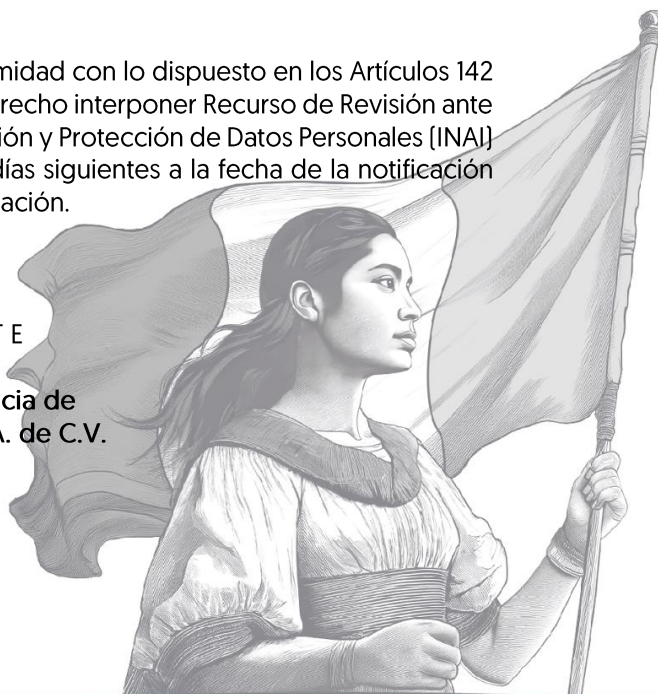 midad con lo dispuesto en los Artículos 142
recho interponer Recurso de Revisión ante
ión y Protección de Datos Personales (INAI)
días siguientes a la fecha de la notificación
ación.
T E
cia de
A. de C.V.